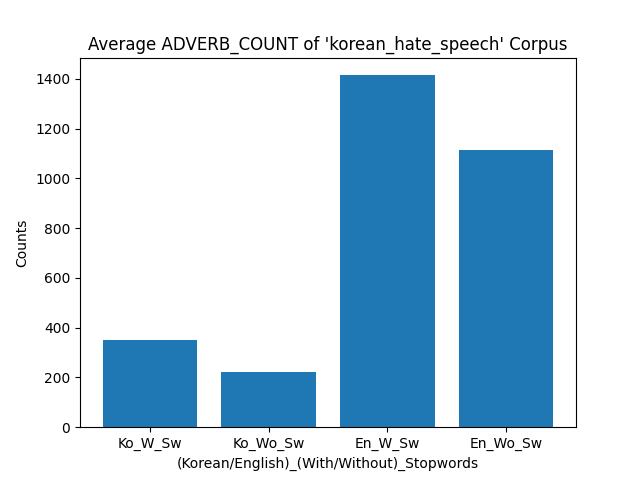 Average ADVERB_COUNT of 'korean_hate_speech' Corpus
1400
1200
1000
800
600
400
200
0
Counts
Ko_W_Sw
Ko_Wo_Sw
En_W_Sw
En_Wo_Sw
(Korean/English)_(With/Without)_Stopwords